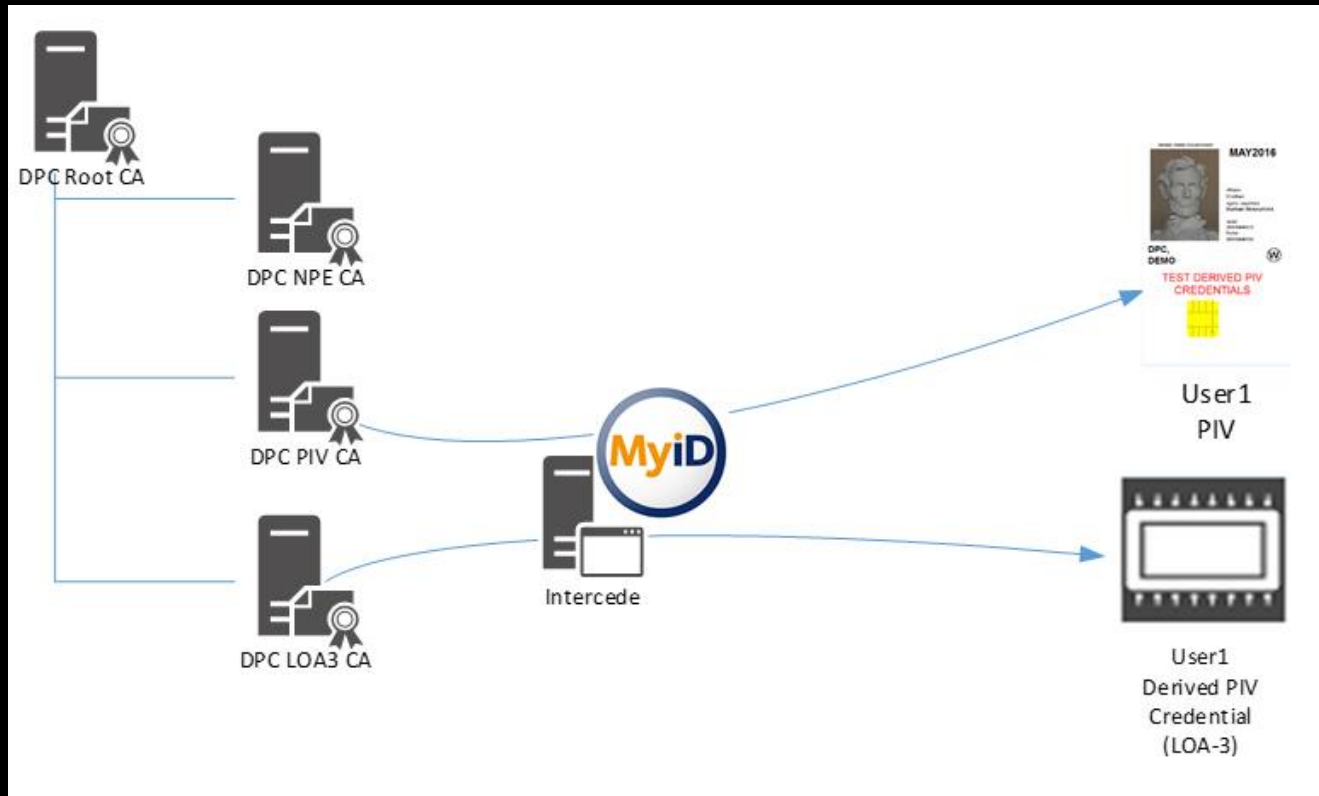 DPC Root CA
DPC NPE CA
DPC PIV CA
DPC LOA3 CA
MyiD
Intercede
MAY2016
DPC,
DEMO
W
TEST DERIVED PIV
CREDENTIALS
User1
PIV
User1
Derived PIV
Credential
(LOA-3)